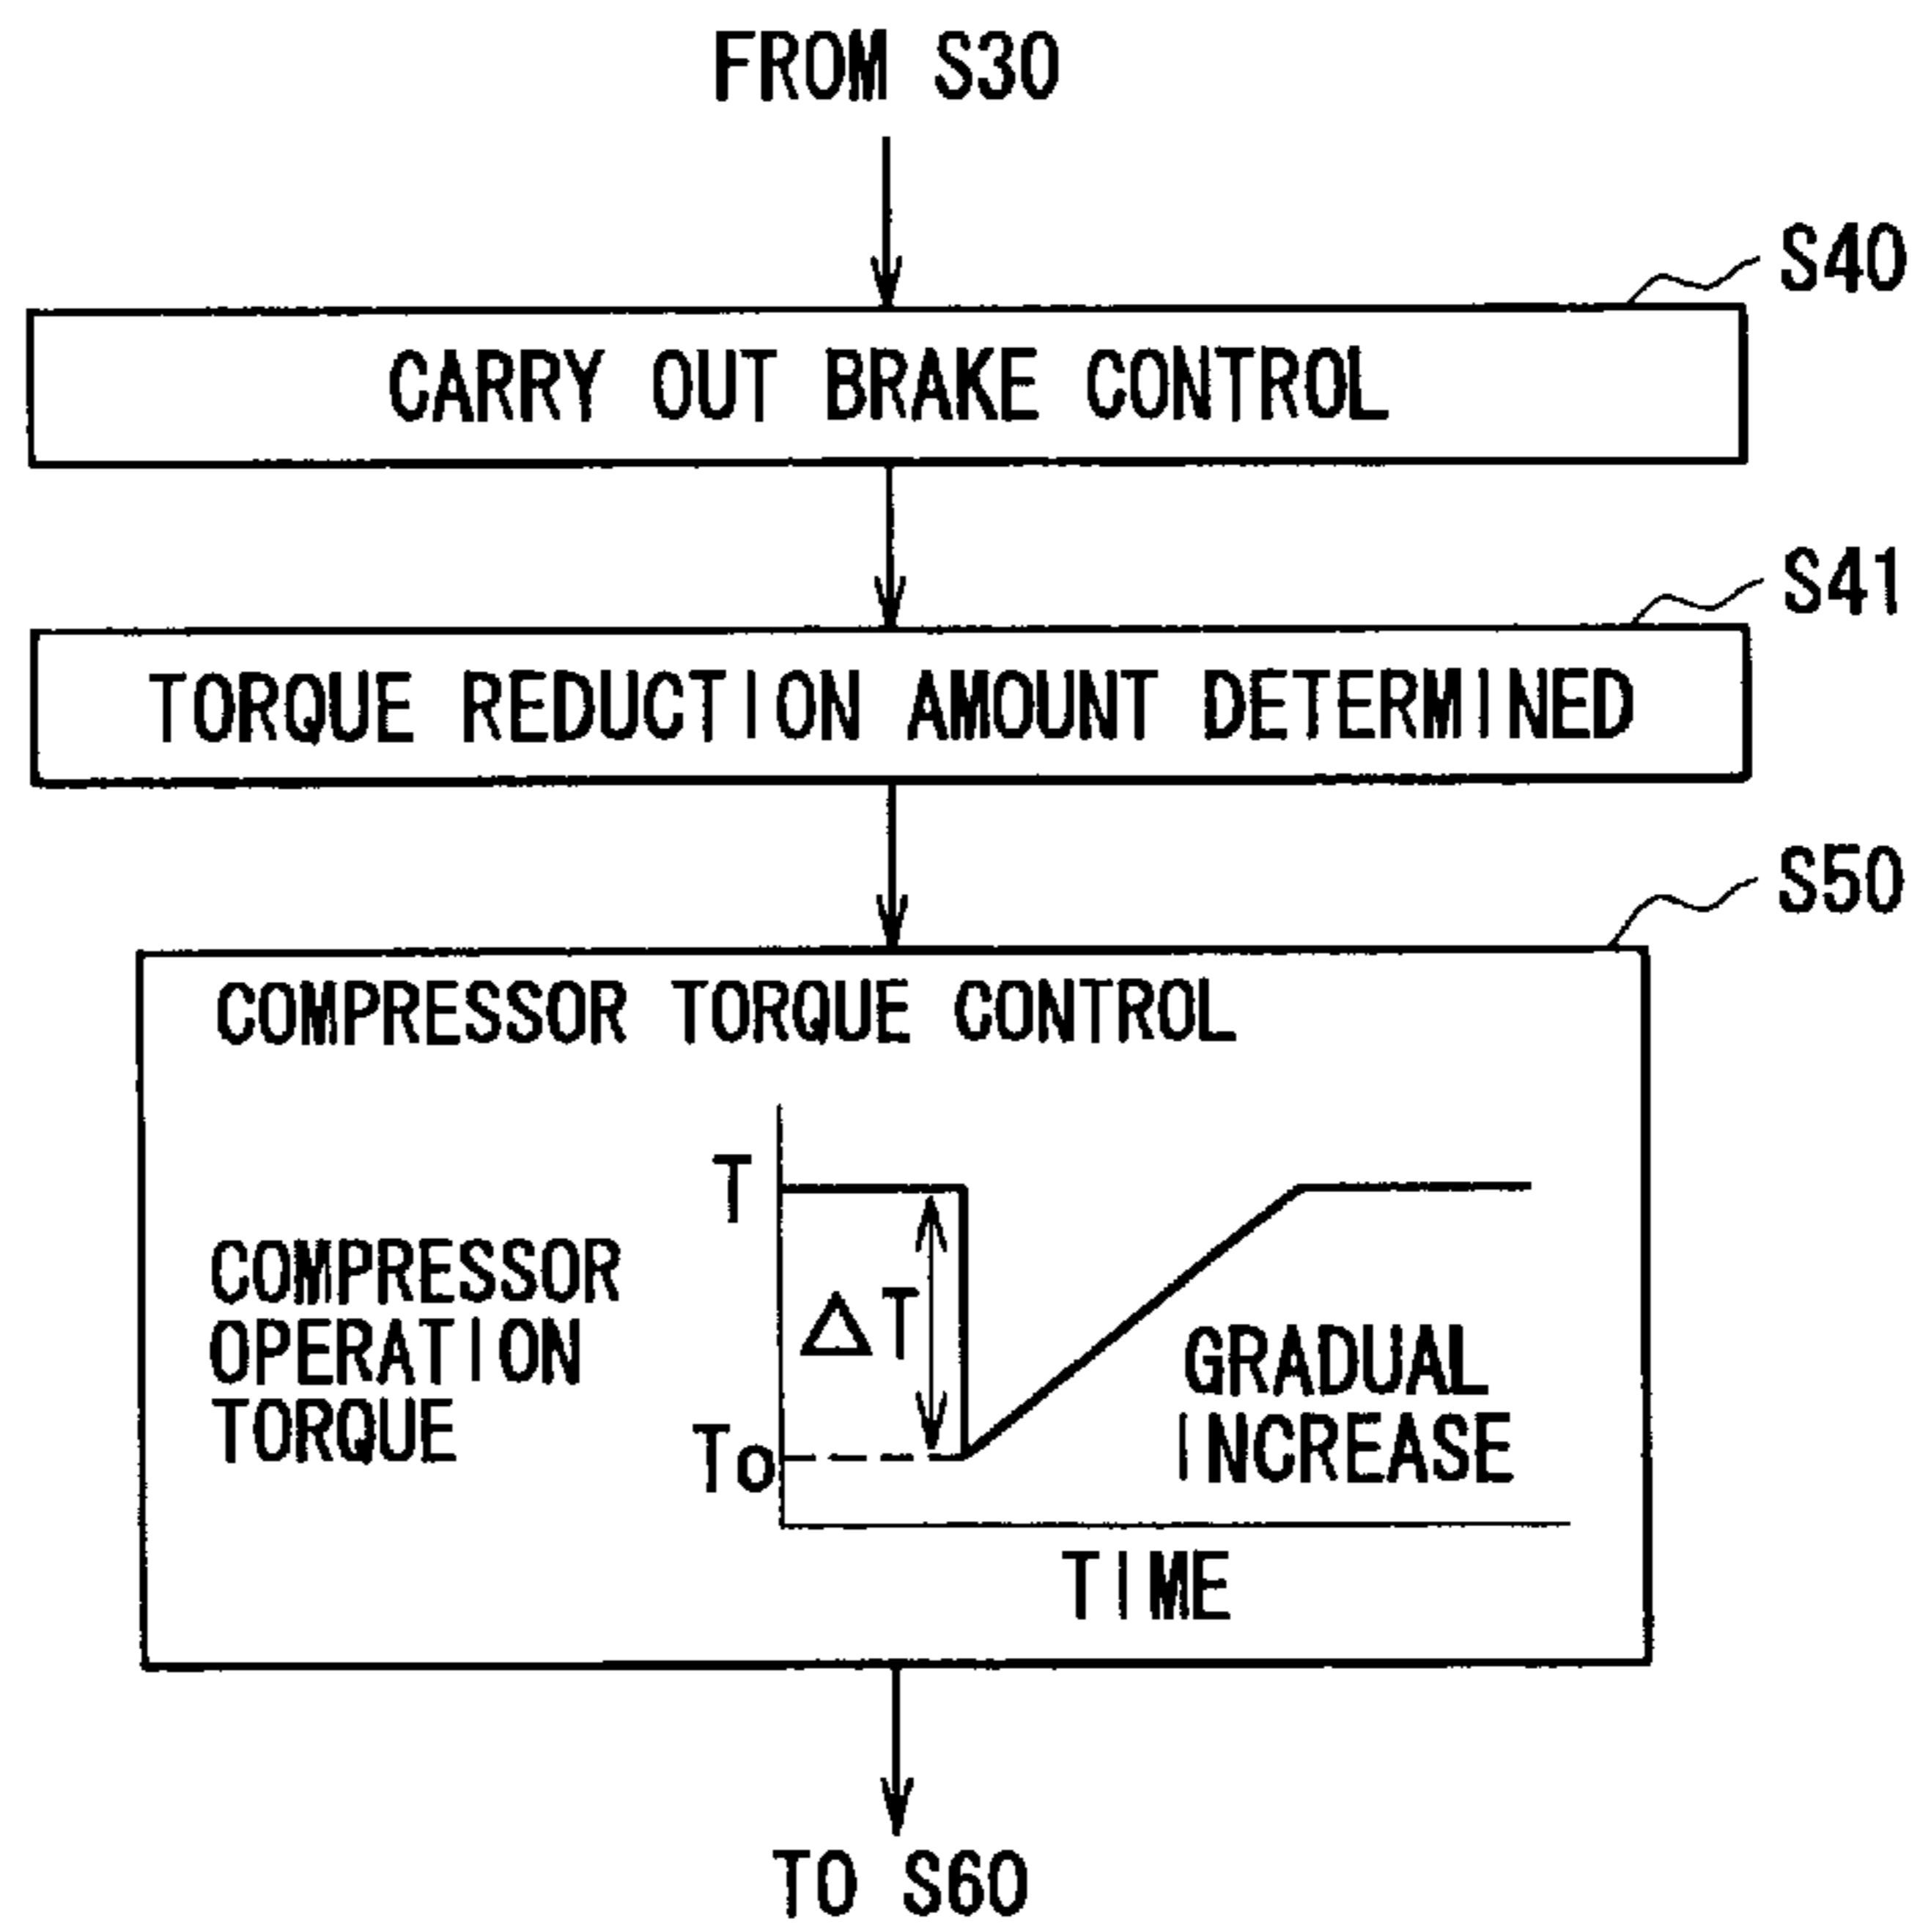 FROM S30
S40
CARRY OUT BRAKE CONTROL
S41
TORQUE REDUCTION AMOUNT DETERMINED
S50
COMPRESSOR TORQUE CONTROL
T
COMPRESSOR
OPERATION
TORQUE
ΔT
To
GRADUAL
INCREASE
TIME
TO S60